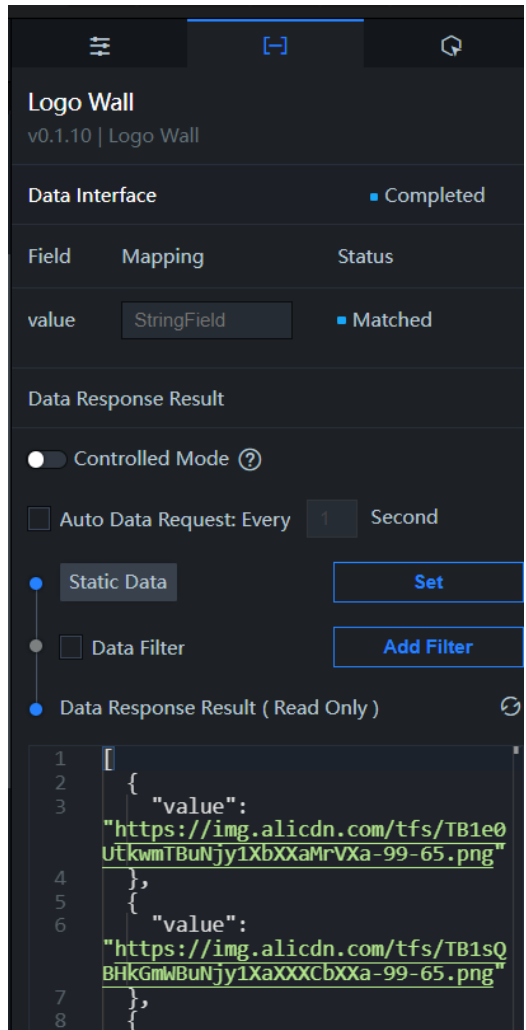 Logo Wall
v0.1.10 | Logo Wall
Data Interface Completed
Field Mapping Status
value StringField Matched
Data Response Result
Controlled Mode ?
Auto Data Request: Every 1 Second
Static Data Set
Data Filter Add Filter
Data Response Result ( Read Only )
1 [
2 {
3 "value":
"https://img.alicdn.com/tfs/TB1e0
UtkwmTBuNjy1XbXXaMrVXa-99-65.png"
4 },
5 {
6 "value":
"https://img.alicdn.com/tfs/TB1sQ
BHkGmWBuNjy1XaXXXCbXXa-99-65.png"
7 },
8 {